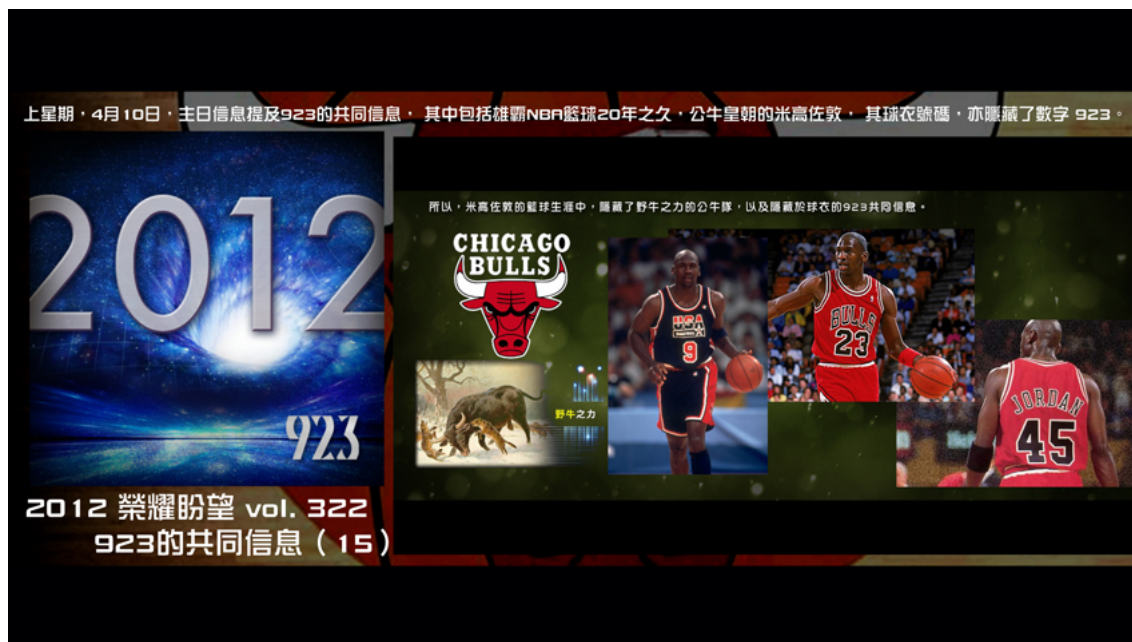 上星期，4月10日，主日信息提及923的共同信息， 其中包括雄霸NBA籃球20年之久，公牛皇朝的米高佐敦， 其球衣號碼，亦隱藏了數字 923。
2012
923
2012 榮耀盼望 vol. 322
923的共同信息（15）
所以，米高佐敦的籃球生涯中，隱藏了野牛之力的公牛隊，以及隱藏於球衣的923共同信息。
CHICAGO
BULLS
野牛之力
USA
9
BULLS
23
JORDAN
45